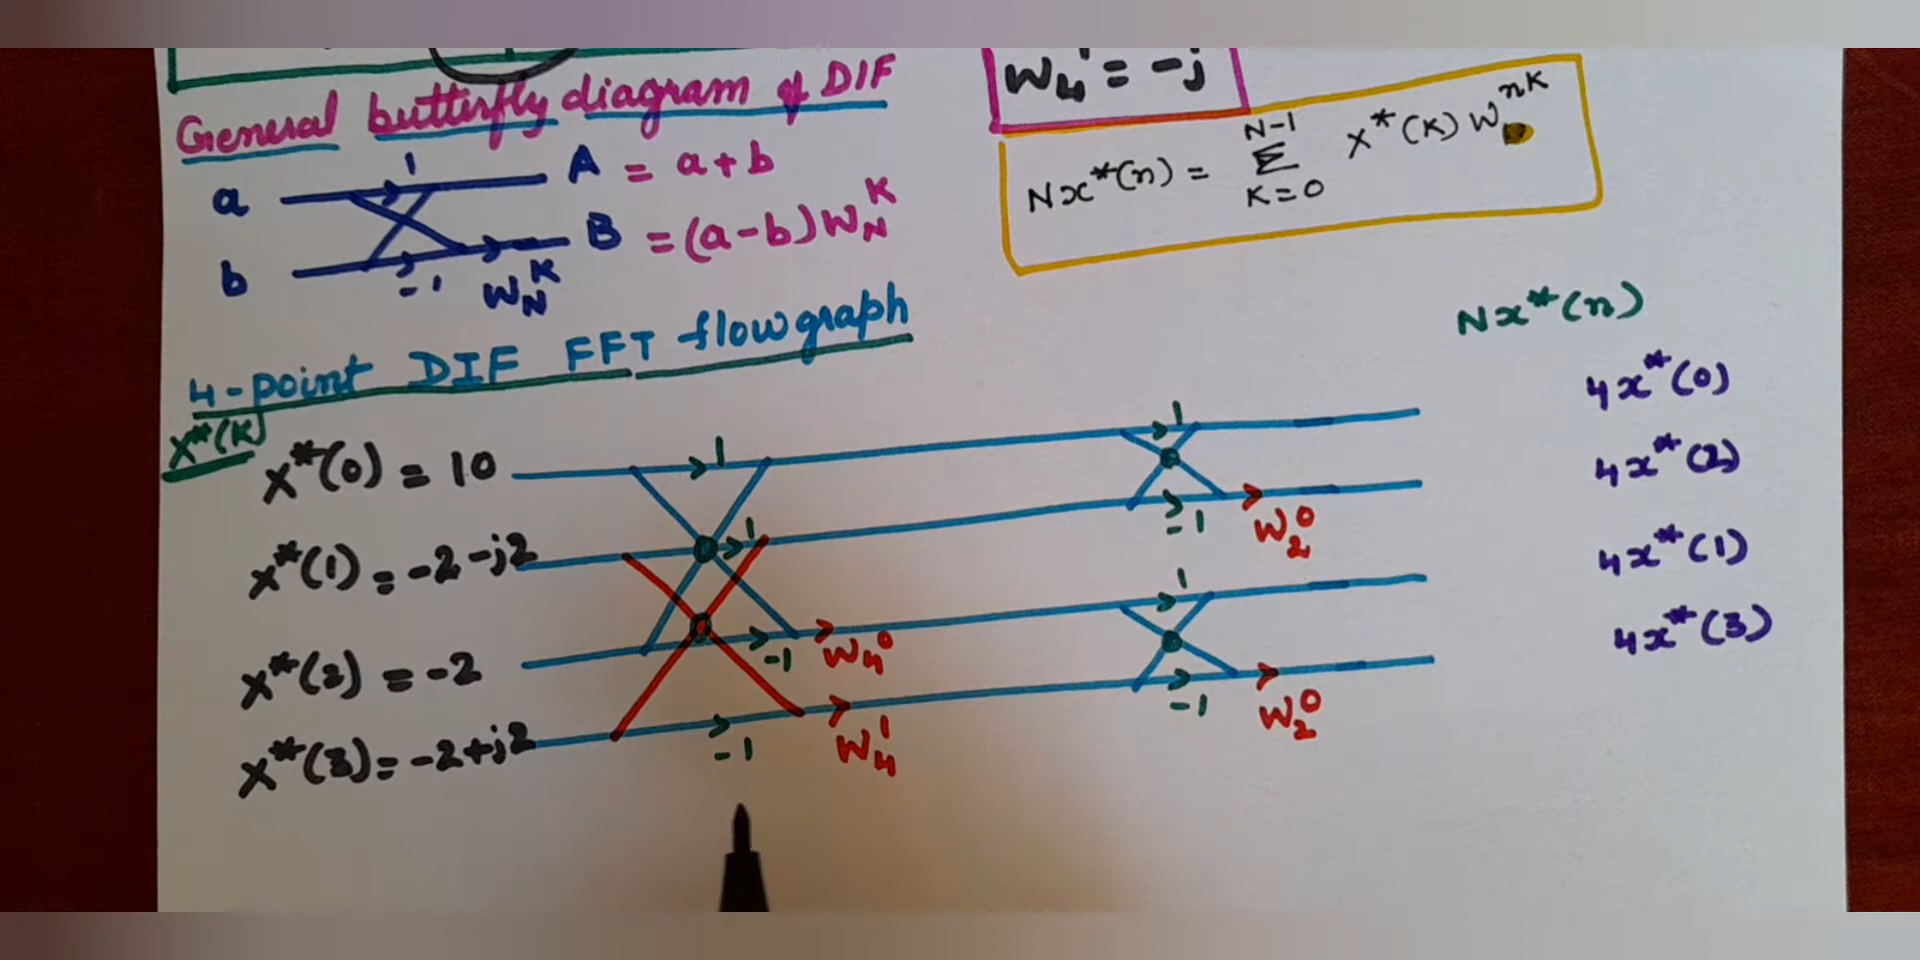 W₄¹ = -j
General butterfly diagram of DIF
Nx*(n) = Σ X*(K) W^nK
N-1
K=0
a 1 A = a+b
b -1 W_N^K B = (a-b) W_N^K
4-point DIF FFT flowgraph
Nx*(n)
X*(K)
X*(0) = 10 1 1 4x*(0)
X*(1) = -2-j2 1 -1 W₂⁰ 4x*(2)
X*(2) = -2 -1 W₄⁰ 1 4x*(1)
X*(3) = -2+j2 -1 W₄¹ -1 W₂⁰ 4x*(3)